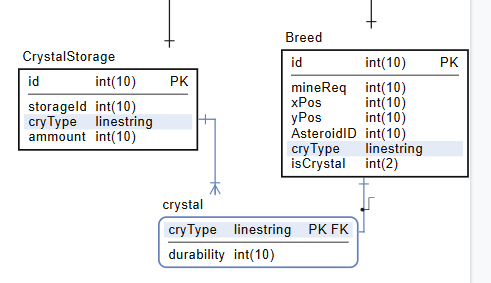 Breed
id int(10) PK
mineReq int(10)
xPos int(10)
yPos int(10)
AsteroidID int(10)
cryType linestring
isCrystal int(2)
CrystalStorage
id int(10) PK
storageId int(10)
cryType linestring
ammount int(10)
crystal
cryType linestring PK FK
durability int(10)